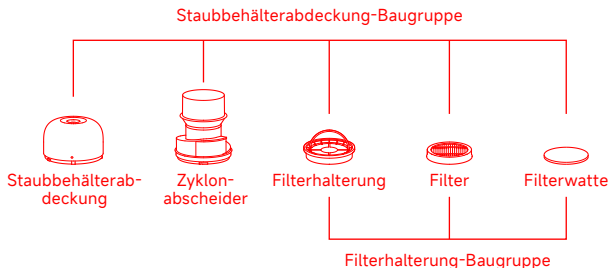 Staubbehälterabdeckung-Baugruppe
Staubbehälterab-
deckung
Zyklon-
abscheider
Filterhalterung
Filter
Filterwatte
Filterhalterung-Baugruppe